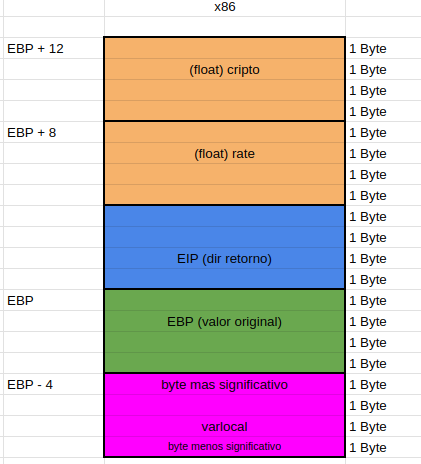 x86
EBP + 12 1 Byte
(float) cripto 1 Byte
1 Byte
1 Byte
EBP + 8 1 Byte
(float) rate 1 Byte
1 Byte
1 Byte
1 Byte
1 Byte
EIP (dir retorno) 1 Byte
1 Byte
EBP 1 Byte
EBP (valor original) 1 Byte
1 Byte
1 Byte
EBP - 4 byte mas significativo 1 Byte
1 Byte
varlocal 1 Byte
byte menos significativo 1 Byte